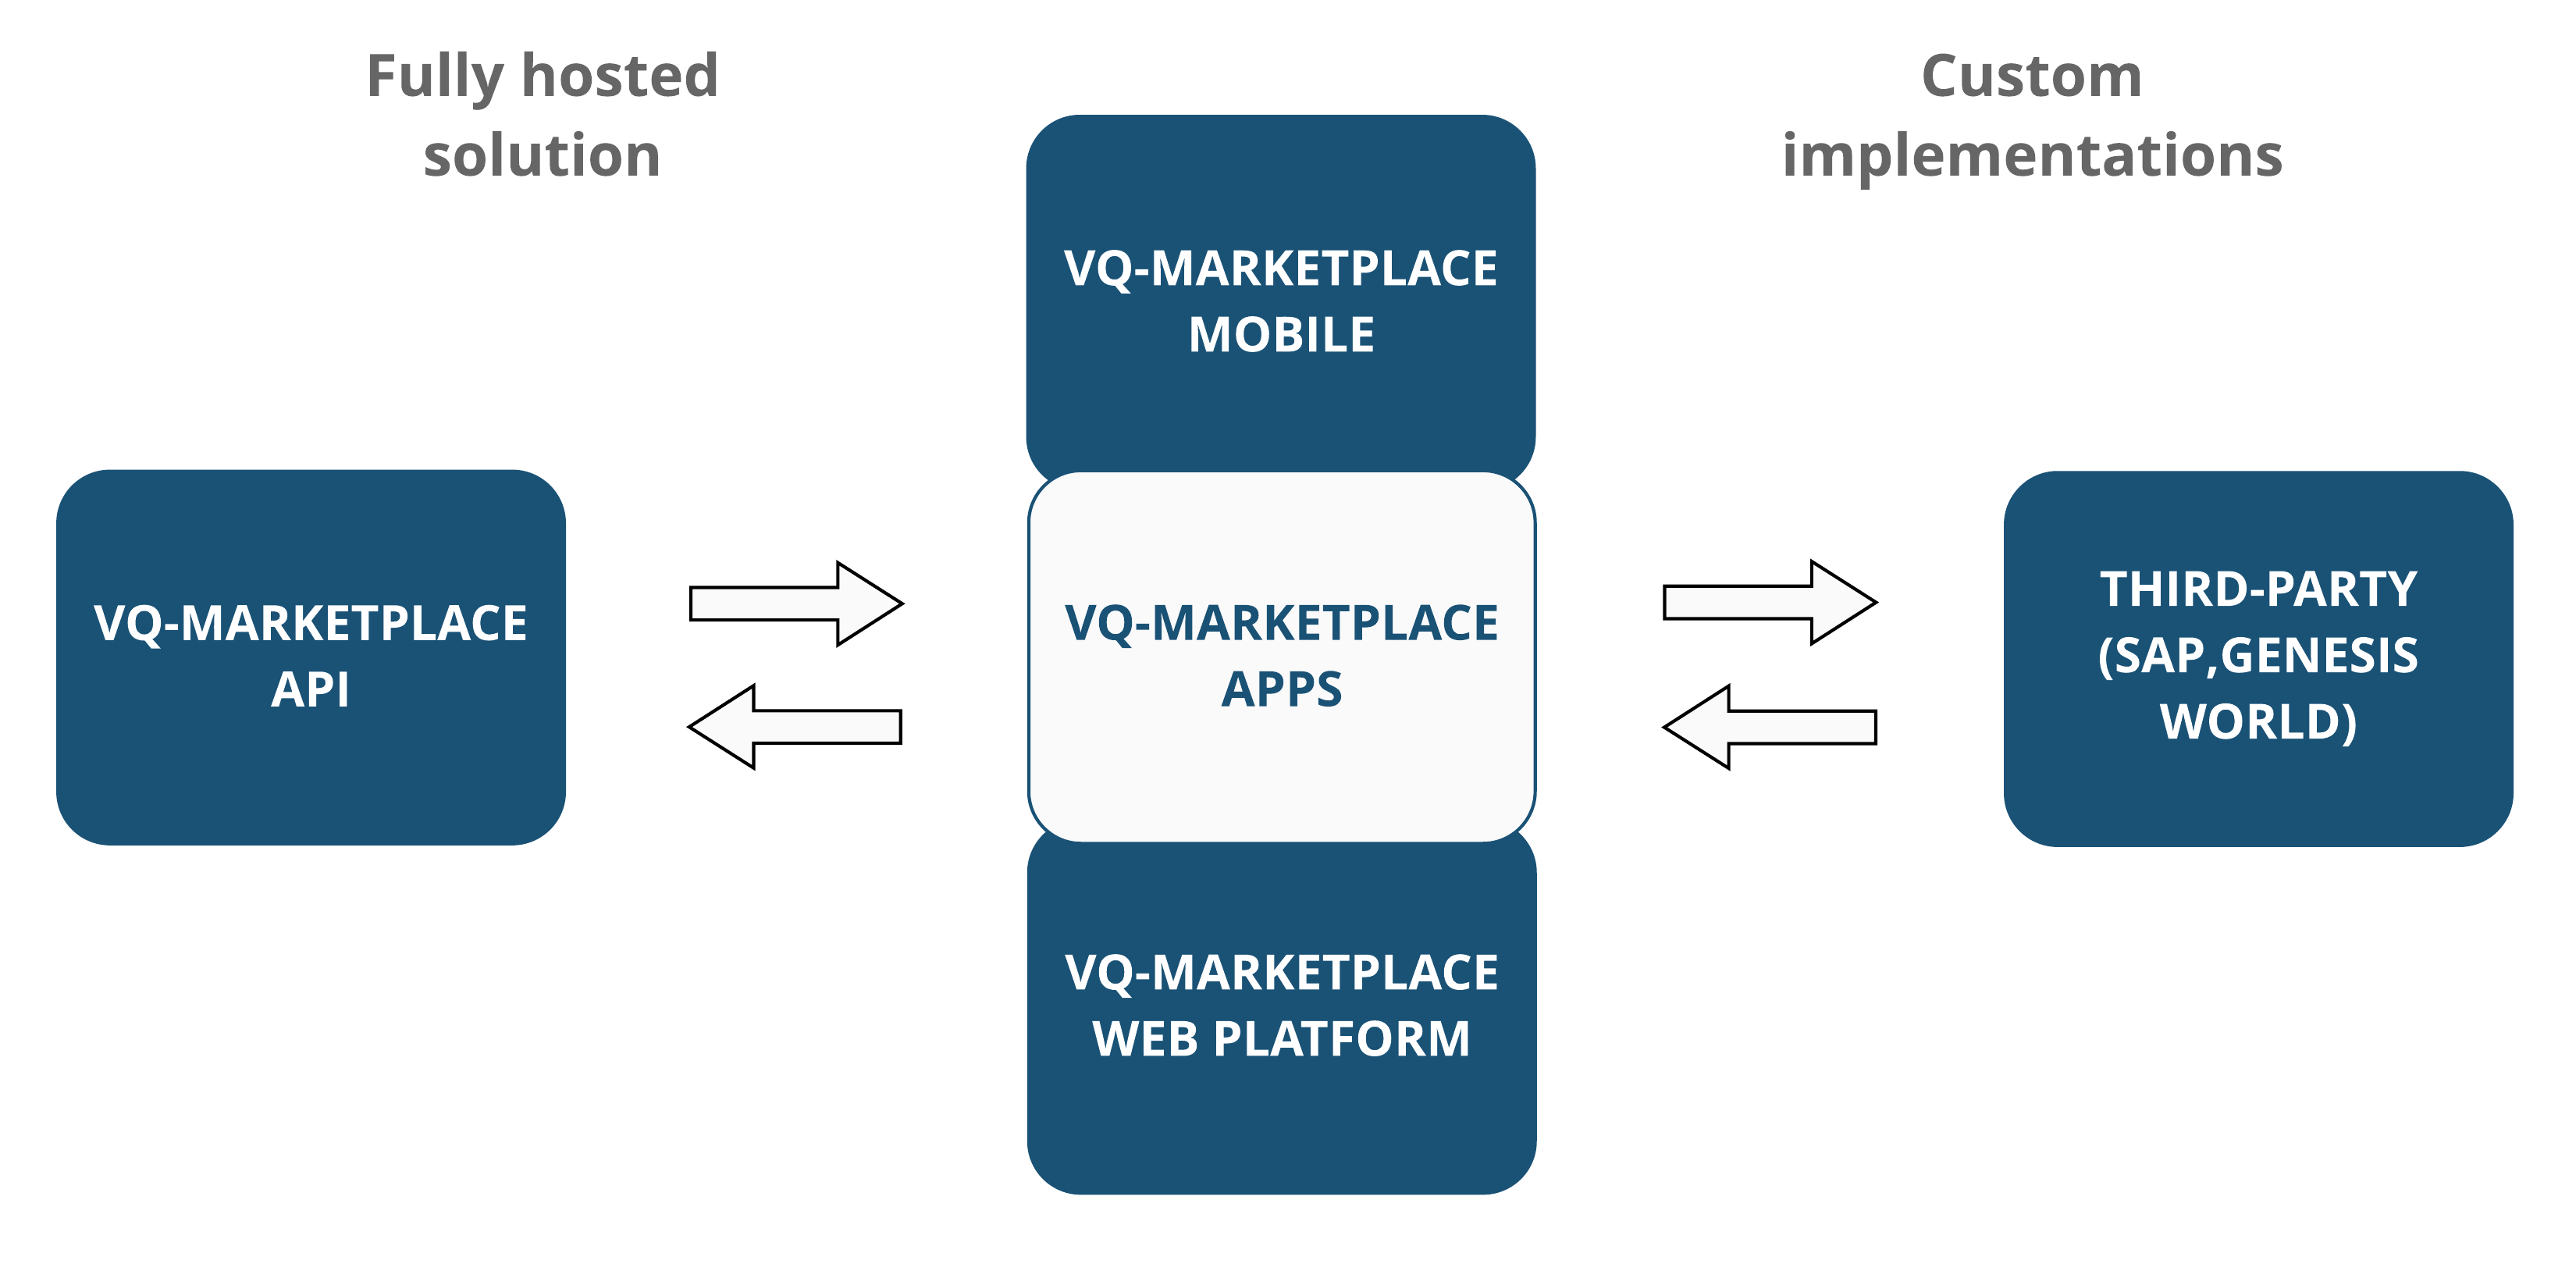 Fully hosted
solution
Custom
implementations
VQ-MARKETPLACE
MOBILE
VQ-MARKETPLACE
API
VQ-MARKETPLACE
APPS
THIRD-PARTY
(SAP,GENESIS
WORLD)
VQ-MARKETPLACE
WEB PLATFORM